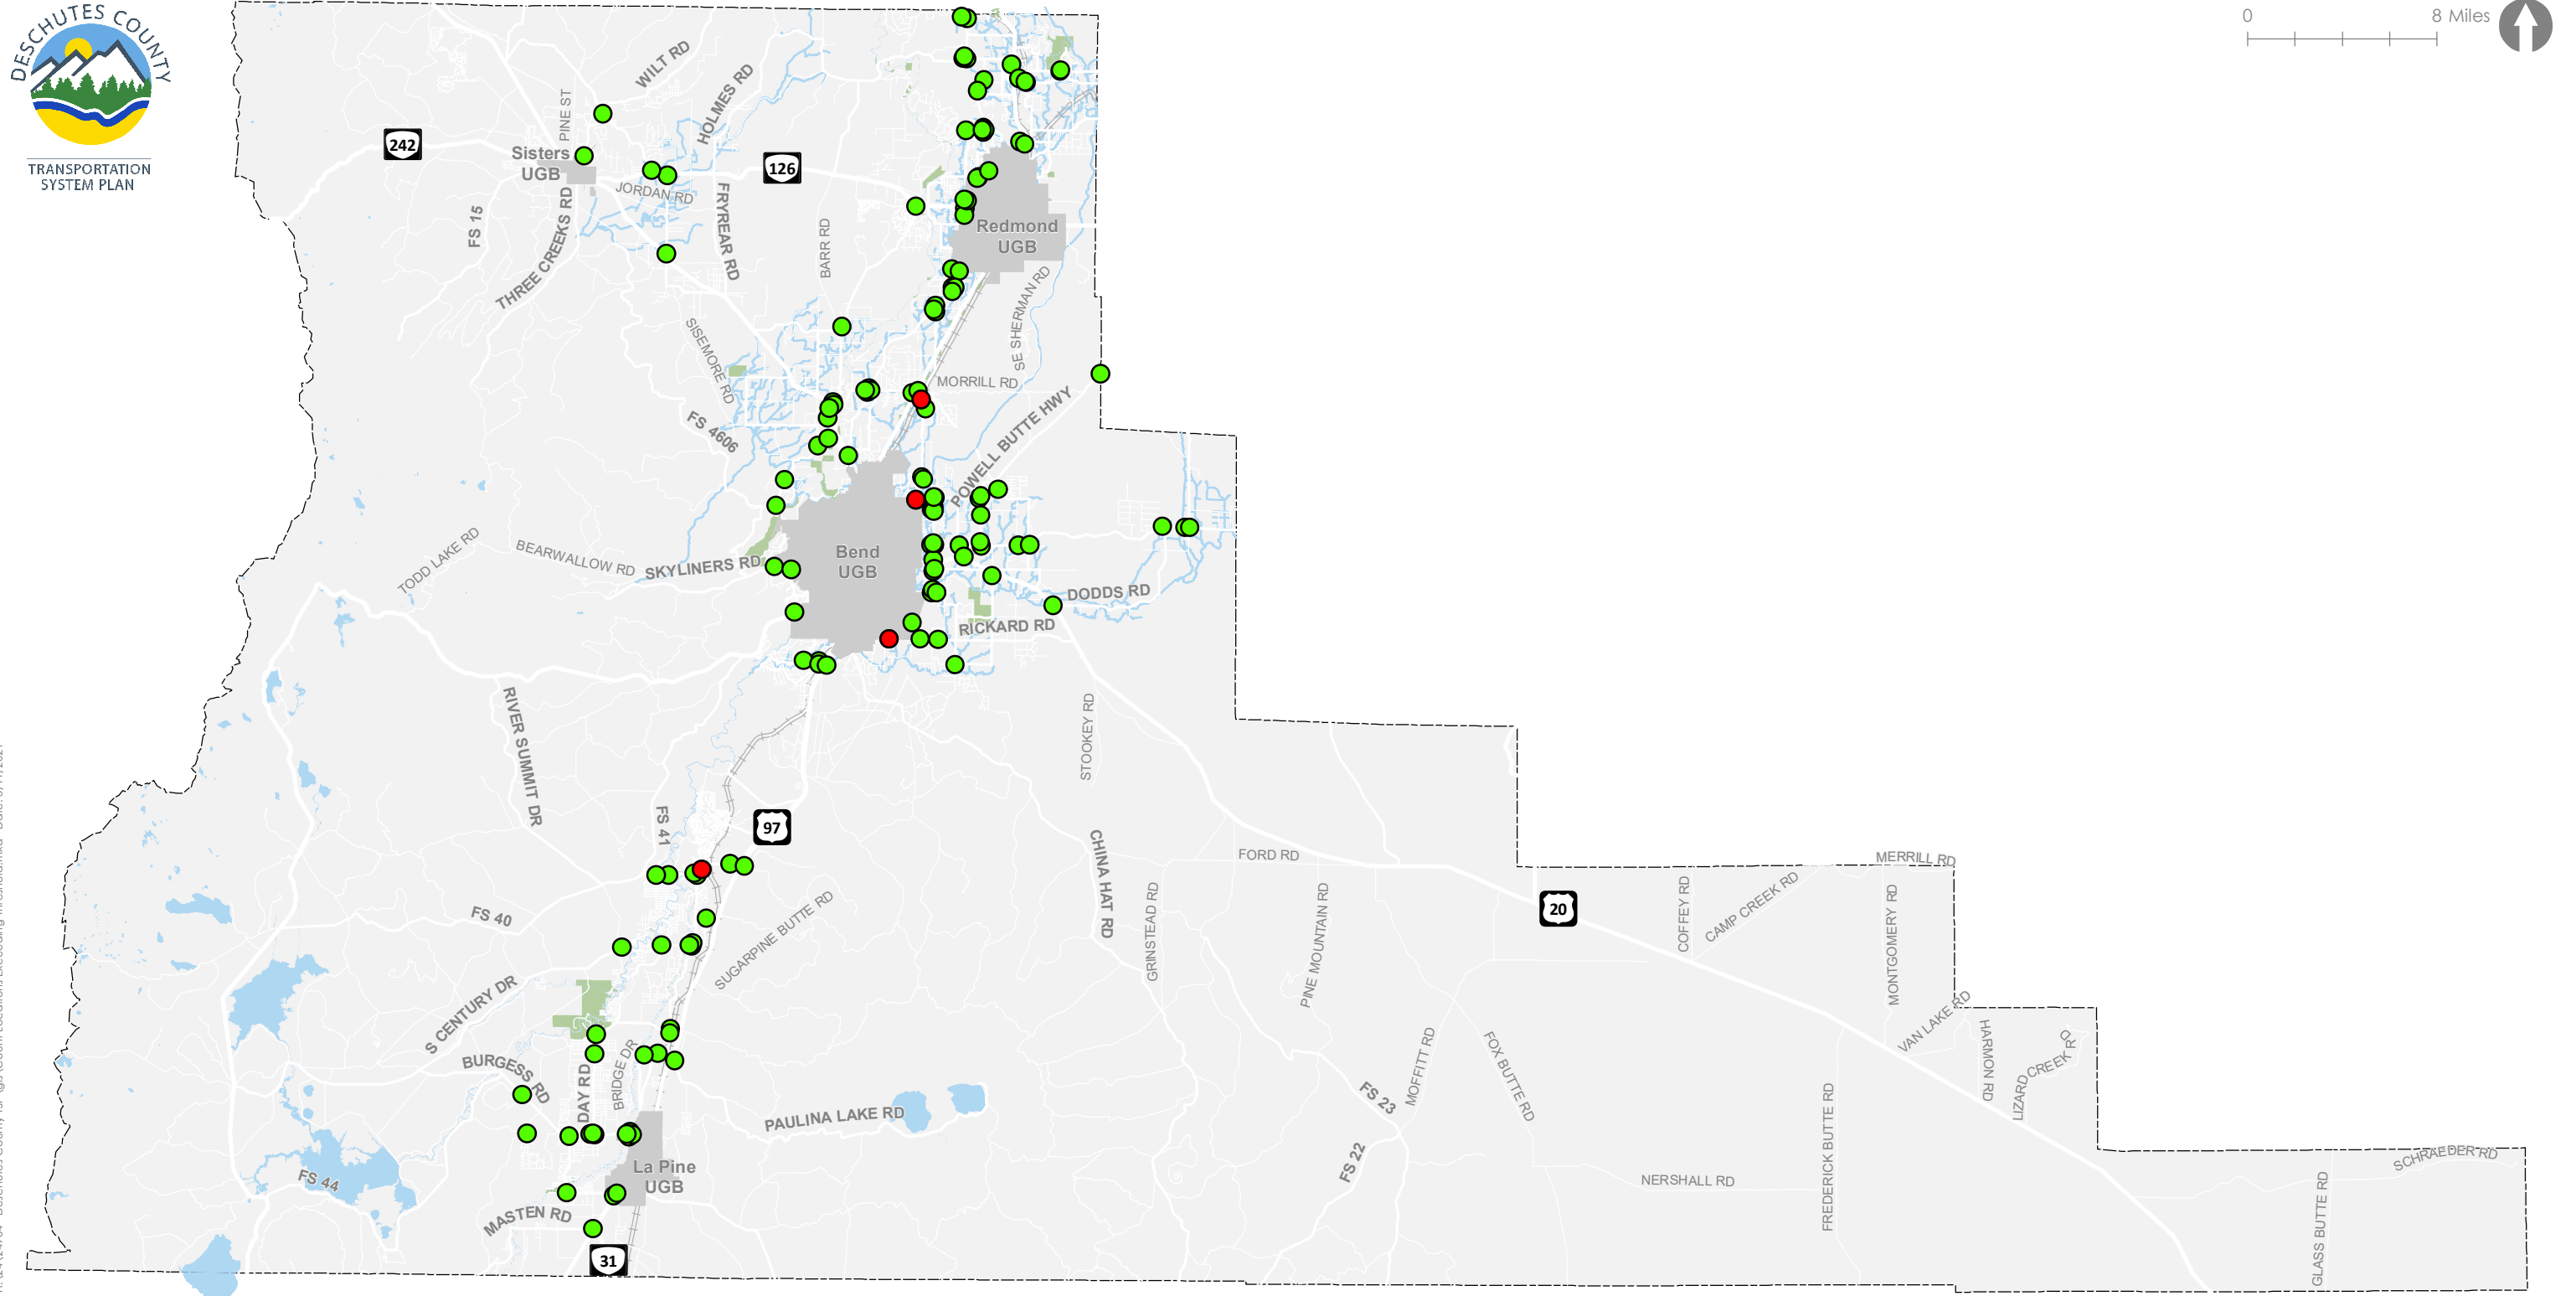 DESCHUTES COUNTY
TRANSPORTATION
SYSTEM PLAN
0 8 Miles
WILT RD
HOLMES RD
PINE ST
242
Sisters
UGB
126
JORDAN RD
FRYREAR RD
FS 15
THREE CREEKS RD
BARR RD
Redmond
UGB
SE SHERMAN RD
SISEMORE RD
MORRILL RD
FS 4606
POWELL BUTTE HWY
TODD LAKE RD
BEARWALLOW RD
SKYLINERS RD
Bend
UGB
DODDS RD
RICKARD RD
RIVER SUMMIT DR
STOOKEY RD
FS 41
97
CHINA HAT RD
FORD RD
MERRILL RD
FS 40
SUGARPINE BUTTE RD
GRINSTEAD RD
PINE MOUNTAIN RD
20
COFFEY RD
CAMP CREEK RD
MONTGOMERY RD
S CENTURY DR
VAN LAKE RD
HARMON RD
LIZARD CREEK RD
BURGESS RD
DAY RD
BRIDGE DR
MOFFITT RD
FOX BUTTE RD
FS 23
PAULINA LAKE RD
FS 22
FREDERICK BUTTE RD
La Pine
UGB
FS 44
NERSHALL RD
SCHRAEDER RD
MASTEN RD
GLASS BUTTE RD
31